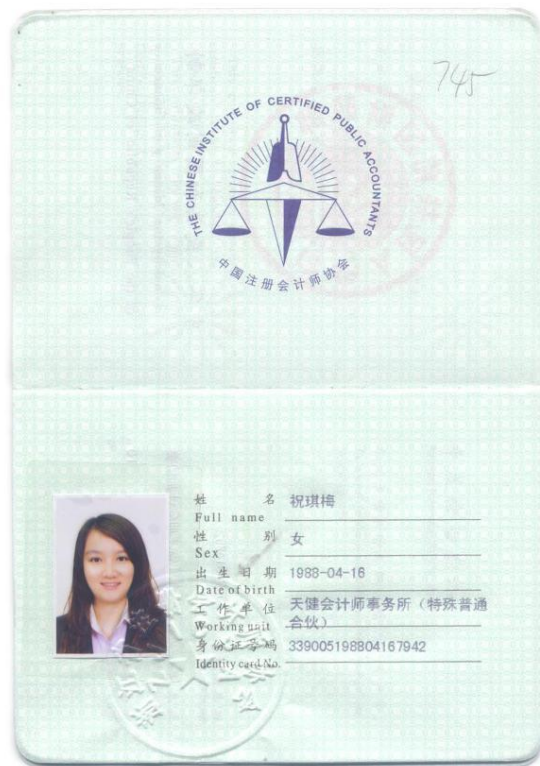 745
THE CHINESE INSTITUTE OF CERTIFIED PUBLIC ACCOUNTANTS
中国注册会计师协会
姓 名 祝琪梅
Full name
性 别 女
Sex
出生日期 1988-04-16
Date of birth
工作单位 天健会计师事务所（特殊普通
Working unit 合伙）
身份证号码 339005198804167942
Identity card No.